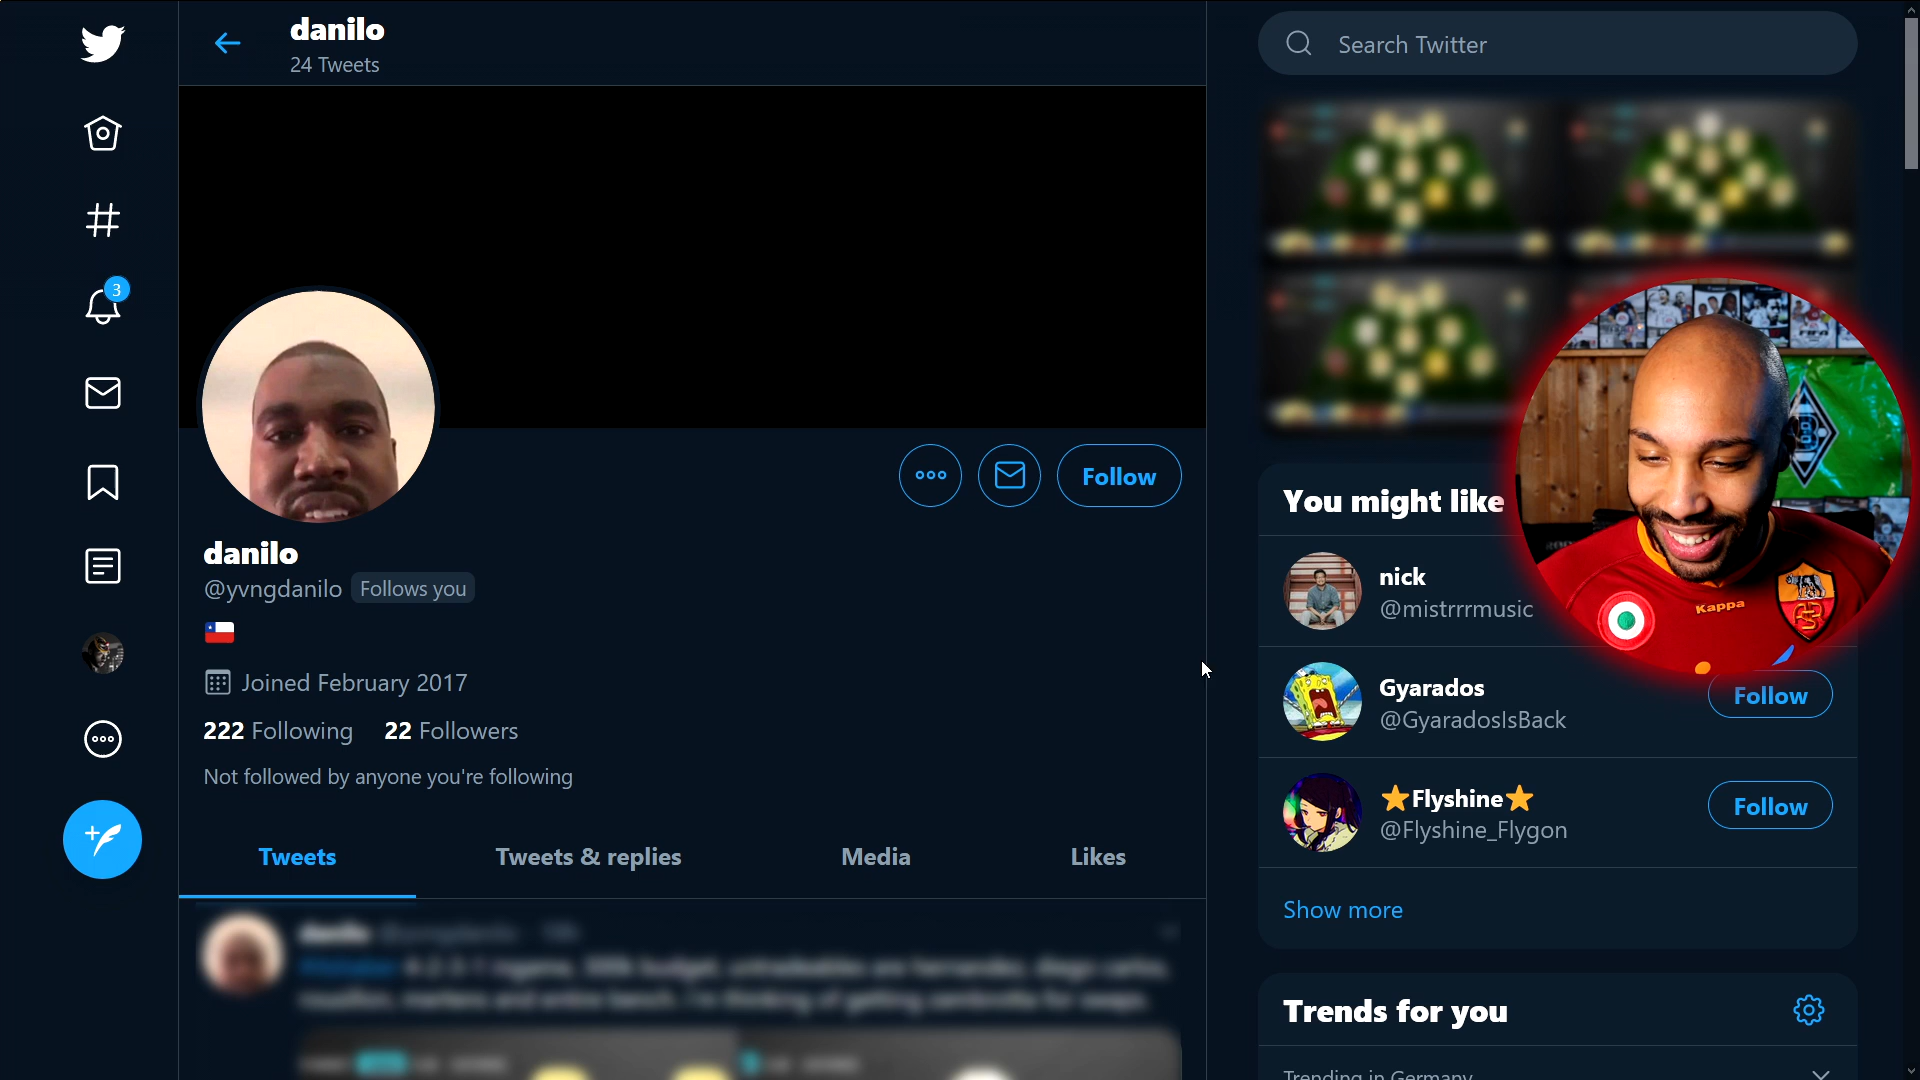 danilo
24 Tweets
Search Twitter
3
Follow
danilo
@yvngdanilo Follows you
Joined February 2017
222 Following 22 Followers
Not followed by anyone you're following
Tweets Tweets & replies Media Likes
You might like
nick
@mistrrrmusic
Gyarados
@GyaradosIsBack
Follow
⭐Flyshine⭐
@Flyshine_Flygon
Follow
Show more
Trends for you
Trending in Germany
Kappa